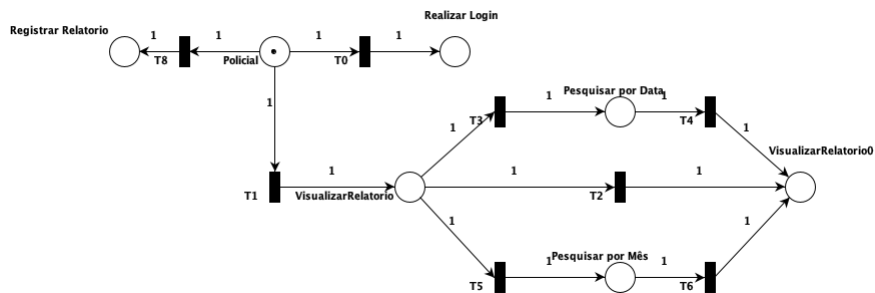 Realizar Login
Registrar Relatorio
1 1 1 1
T8 Policial T0
1
Pesquisar por Data
1 1
T3 T4
1 1
VisualizarRelatorio0
1 1 1
T1 VisualizarRelatorio T2
1 1
Pesquisar por Mês
1 1
T5 T6